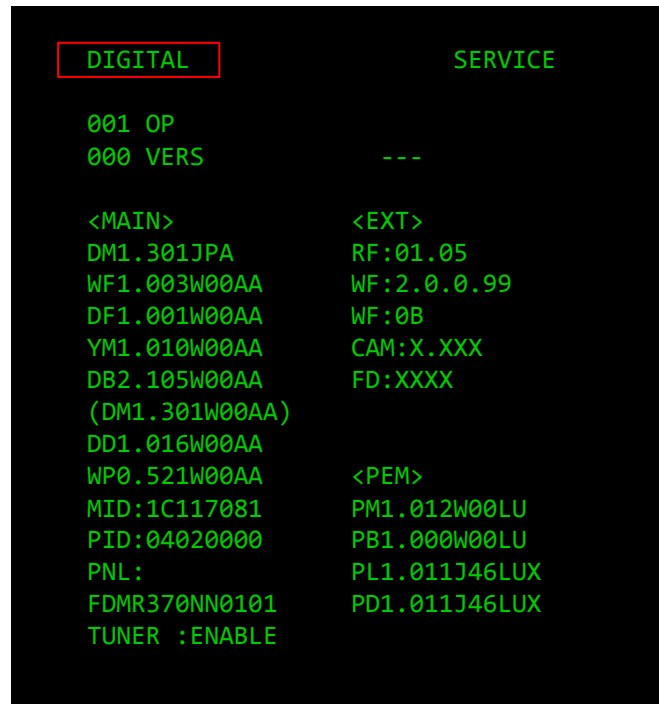 DIGITAL SERVICE
001 OP
000 VERS ---
<MAIN> <EXT>
DM1.301JPA RF:01.05
WF1.003W00AA WF:2.0.0.99
DF1.001W00AA WF:0B
YM1.010W00AA CAM:X.XXX
DB2.105W00AA FD:XXXX
(DM1.301W00AA)
DD1.016W00AA
WP0.521W00AA <PEM>
MID:1C117081 PM1.012W00LU
PID:04020000 PB1.000W00LU
PNL: PL1.011J46LUX
FDMR370NN0101 PD1.011J46LUX
TUNER :ENABLE